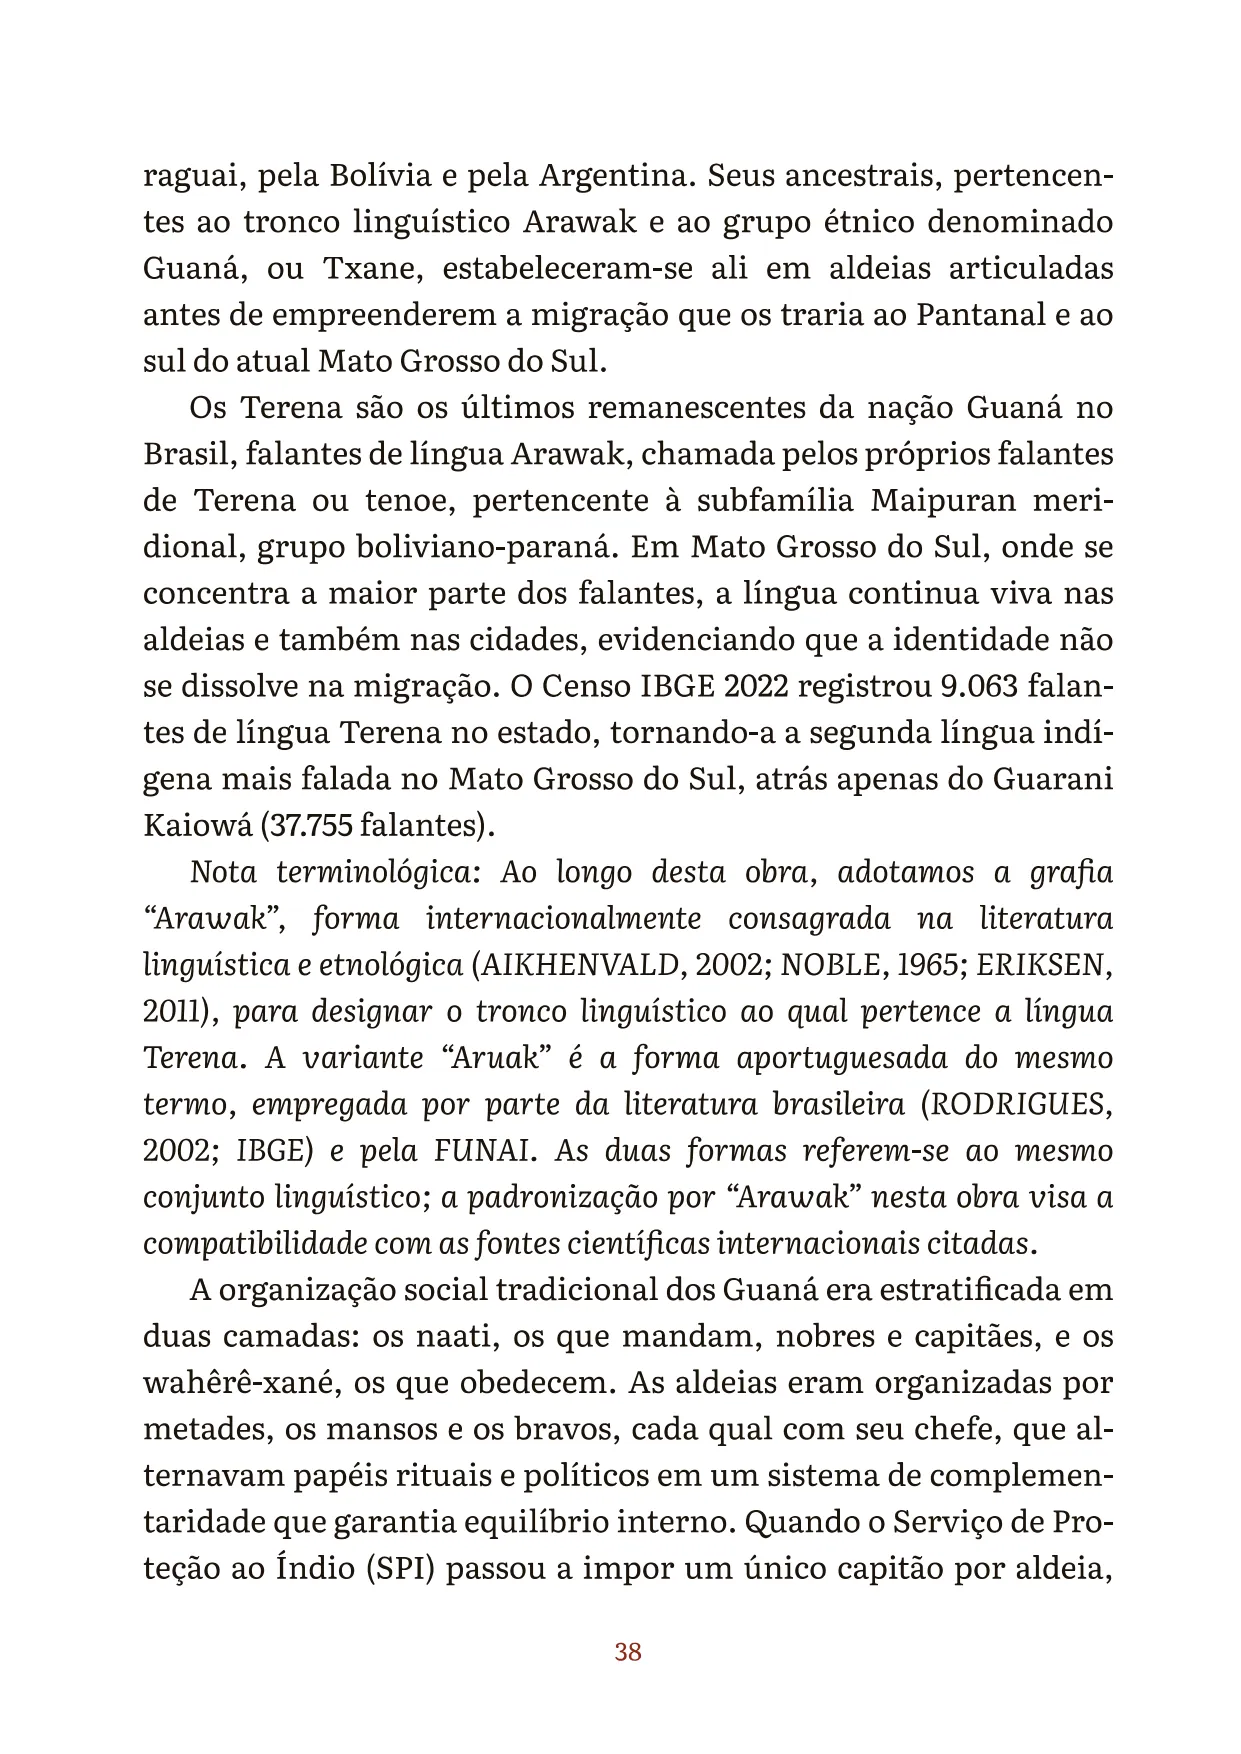 raguai, pela Bolívia e pela Argentina. Seus ancestrais, pertencen-
tes ao tronco linguístico Arawak e ao grupo étnico denominado
Guaná, ou Txane, estabeleceram-se ali em aldeias articuladas
antes de empreenderem a migração que os traria ao Pantanal e ao
sul do atual Mato Grosso do Sul.
Os Terena são os últimos remanescentes da nação Guaná no
Brasil, falantes de língua Arawak, chamada pelos próprios falantes
de Terena ou tenoe, pertencente à subfamília Maipuran meri-
dional, grupo boliviano-paraná. Em Mato Grosso do Sul, onde se
concentra a maior parte dos falantes, a língua continua viva nas
aldeias e também nas cidades, evidenciando que a identidade não
se dissolve na migração. O Censo IBGE 2022 registrou 9.063 falan-
tes de língua Terena no estado, tornando-a a segunda língua indí-
gena mais falada no Mato Grosso do Sul, atrás apenas do Guarani
Kaiowá (37.755 falantes).
Nota terminológica: Ao longo desta obra, adotamos a grafia
“Arawak”, forma internacionalmente consagrada na literatura
linguística e etnológica (AIKHENVALD, 2002; NOBLE, 1965; ERIKSEN,
2011), para designar o tronco linguístico ao qual pertence a língua
Terena. A variante “Aruak” é a forma aportuguesada do mesmo
termo, empregada por parte da literatura brasileira (RODRIGUES,
2002; IBGE) e pela FUNAI. As duas formas referem-se ao mesmo
conjunto linguístico; a padronização por “Arawak” nesta obra visa a
compatibilidade com as fontes científicas internacionais citadas.
A organização social tradicional dos Guaná era estratificada em
duas camadas: os naati, os que mandam, nobres e capitães, e os
wahêrê-xané, os que obedecem. As aldeias eram organizadas por
metades, os mansos e os bravos, cada qual com seu chefe, que al-
ternavam papéis rituais e políticos em um sistema de complemen-
taridade que garantia equilíbrio interno. Quando o Serviço de Pro-
teção ao Índio (SPI) passou a impor um único capitão por aldeia,
38